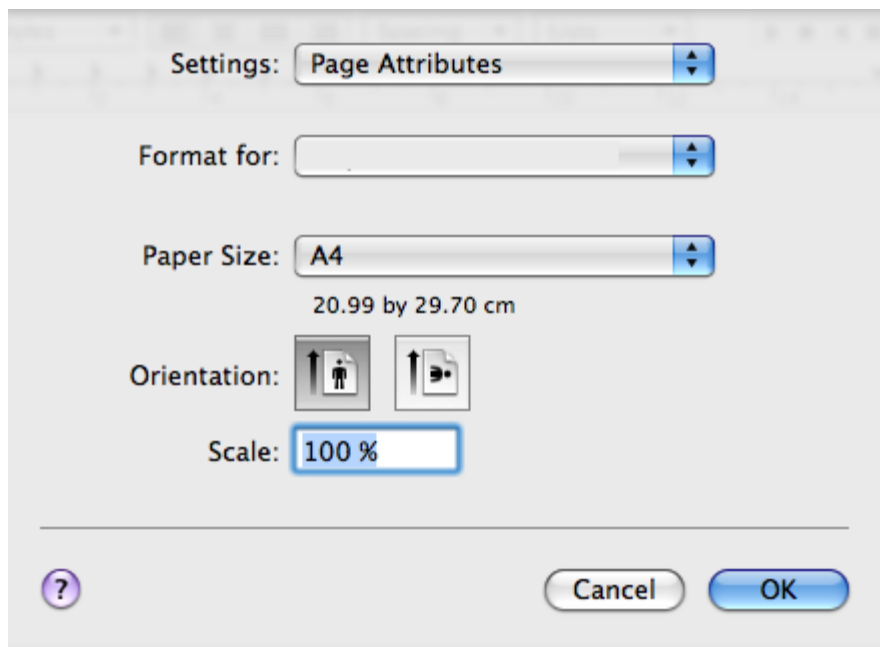 Settings: Page Attributes
Format for:
Paper Size: A4
20.99 by 29.70 cm
Orientation:
Scale: 100 %
? Cancel OK